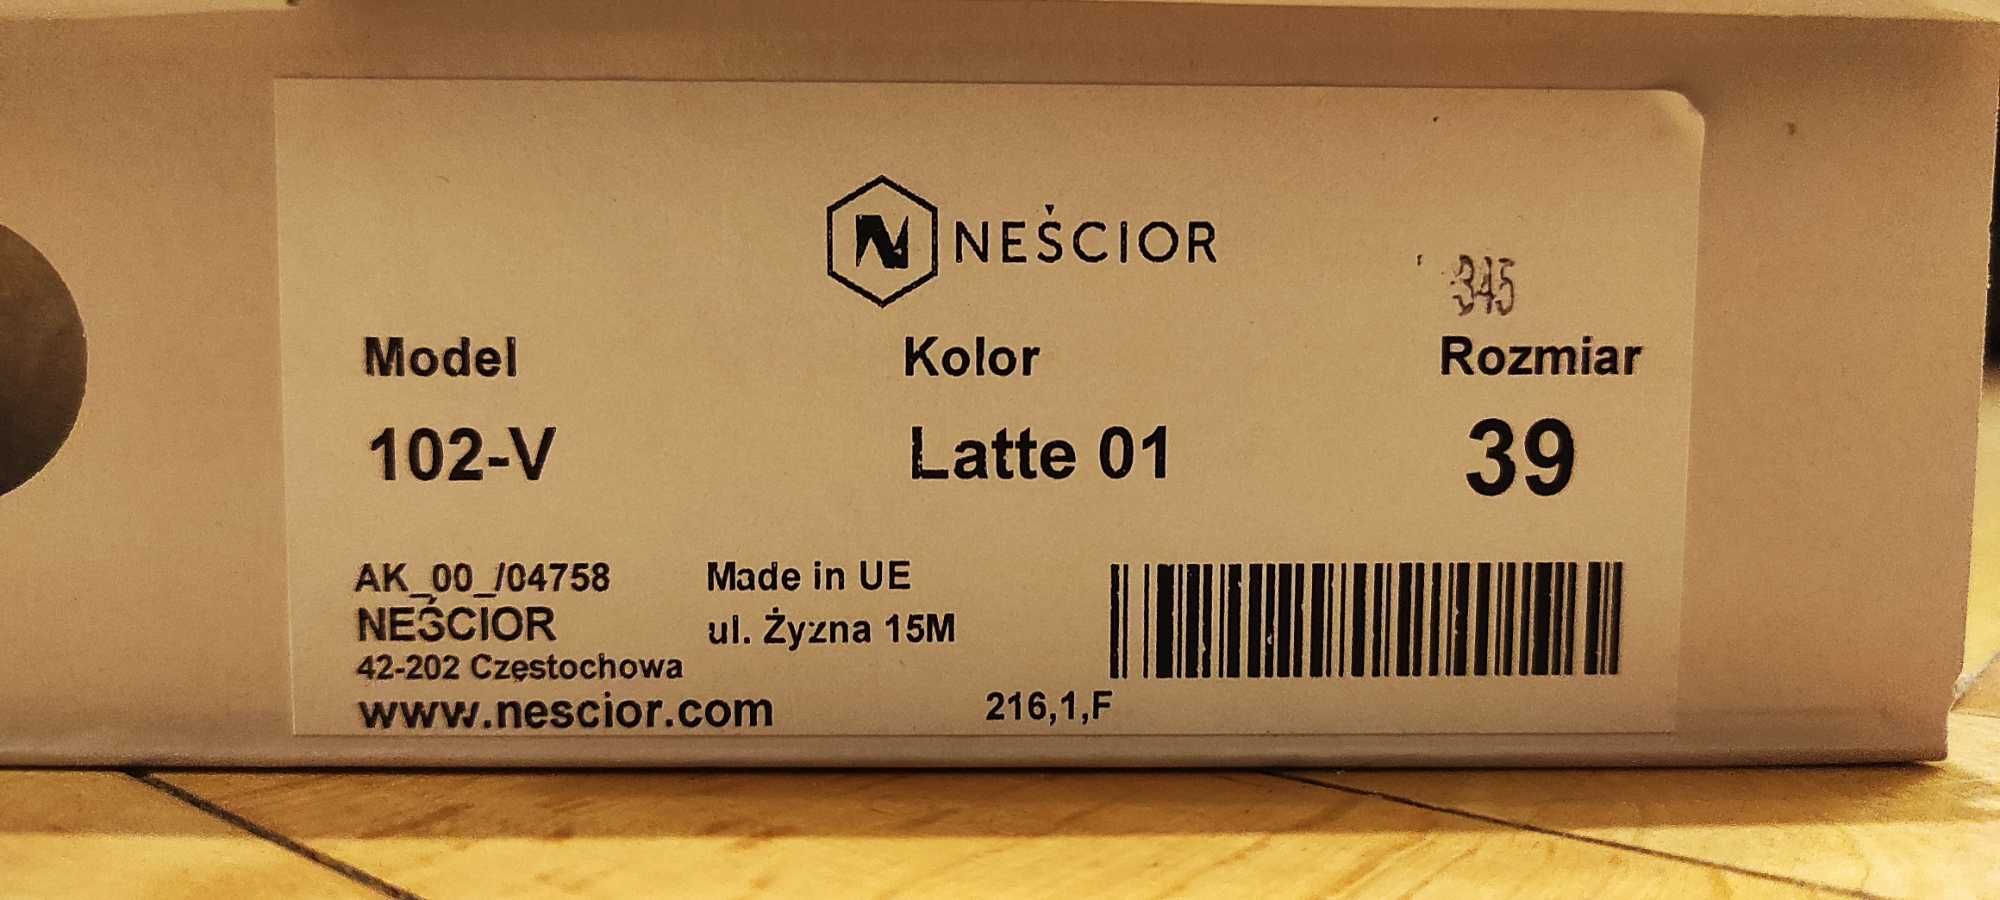 N NEŚCIOR
345
Model Kolor Rozmiar
102-V Latte 01 39
AK_00_/04758 Made in UE
NEŚCIOR ul. Żyzna 15M
42-202 Częstochowa
www.nescior.com 216,1,F